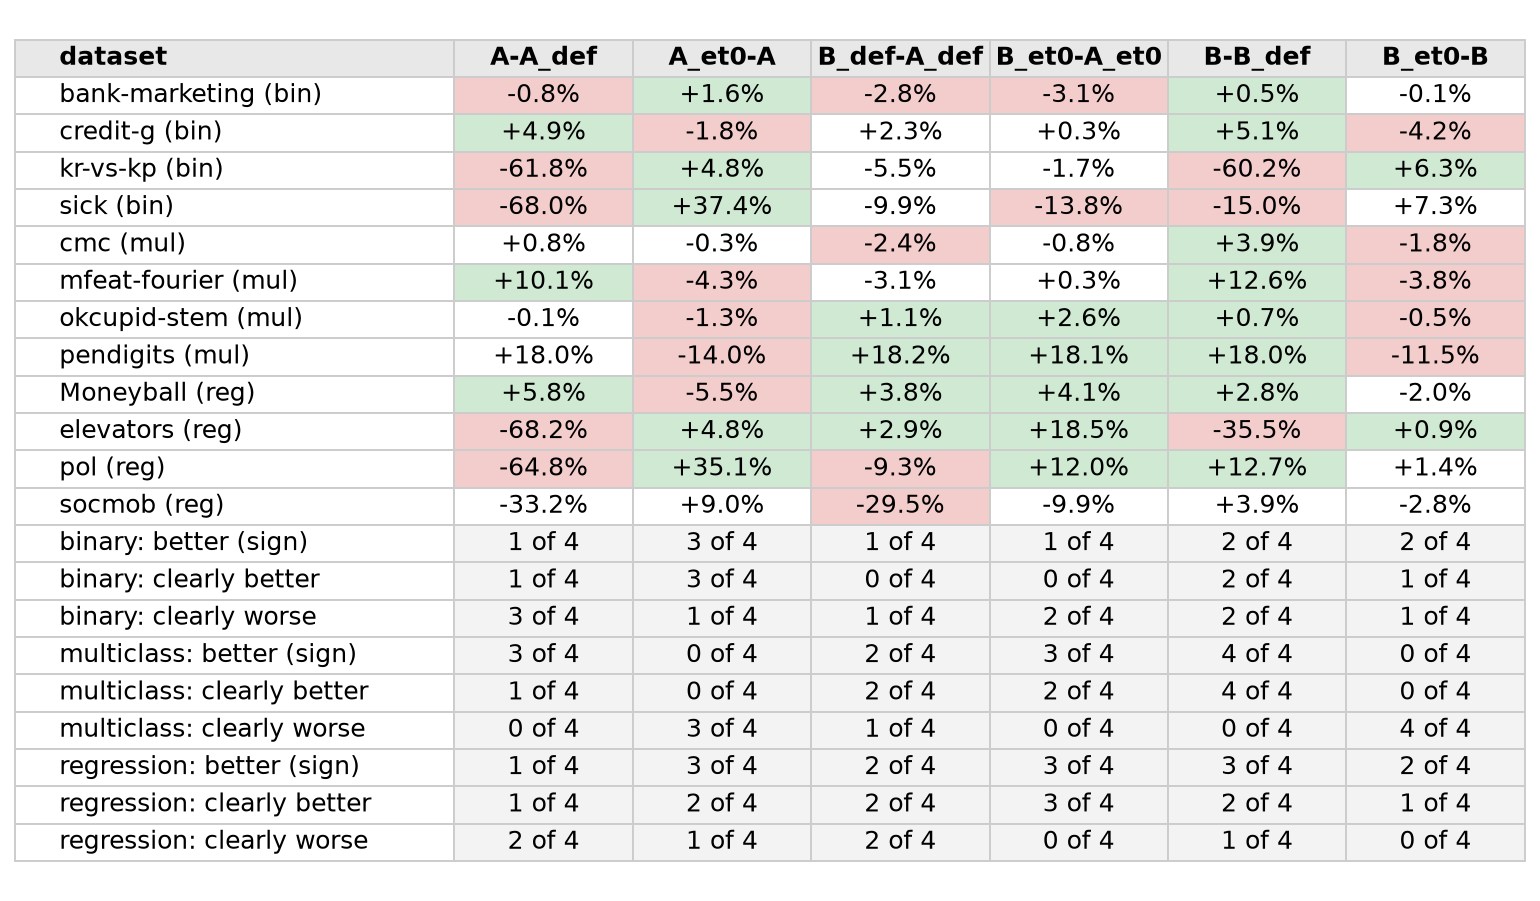 dataset A-A_def A_et0-A B_def-A_def B_et0-A_et0 B-B_def B_et0-B
bank-marketing (bin) -0.8% +1.6% -2.8% -3.1% +0.5% -0.1%
credit-g (bin) +4.9% -1.8% +2.3% +0.3% +5.1% -4.2%
kr-vs-kp (bin) -61.8% +4.8% -5.5% -1.7% -60.2% +6.3%
sick (bin) -68.0% +37.4% -9.9% -13.8% -15.0% +7.3%
cmc (mul) +0.8% -0.3% -2.4% -0.8% +3.9% -1.8%
mfeat-fourier (mul) +10.1% -4.3% -3.1% +0.3% +12.6% -3.8%
okcupid-stem (mul) -0.1% -1.3% +1.1% +2.6% +0.7% -0.5%
pendigits (mul) +18.0% -14.0% +18.2% +18.1% +18.0% -11.5%
Moneyball (reg) +5.8% -5.5% +3.8% +4.1% +2.8% -2.0%
elevators (reg) -68.2% +4.8% +2.9% +18.5% -35.5% +0.9%
pol (reg) -64.8% +35.1% -9.3% +12.0% +12.7% +1.4%
socmob (reg) -33.2% +9.0% -29.5% -9.9% +3.9% -2.8%
binary: better (sign) 1 of 4 3 of 4 1 of 4 1 of 4 2 of 4 2 of 4
binary: clearly better 1 of 4 3 of 4 0 of 4 0 of 4 2 of 4 1 of 4
binary: clearly worse 3 of 4 1 of 4 1 of 4 2 of 4 2 of 4 1 of 4
multiclass: better (sign) 3 of 4 0 of 4 2 of 4 3 of 4 4 of 4 0 of 4
multiclass: clearly better 1 of 4 0 of 4 2 of 4 2 of 4 4 of 4 0 of 4
multiclass: clearly worse 0 of 4 3 of 4 1 of 4 0 of 4 0 of 4 4 of 4
regression: better (sign) 1 of 4 3 of 4 2 of 4 3 of 4 3 of 4 2 of 4
regression: clearly better 1 of 4 2 of 4 2 of 4 3 of 4 2 of 4 1 of 4
regression: clearly worse 2 of 4 1 of 4 2 of 4 0 of 4 1 of 4 0 of 4